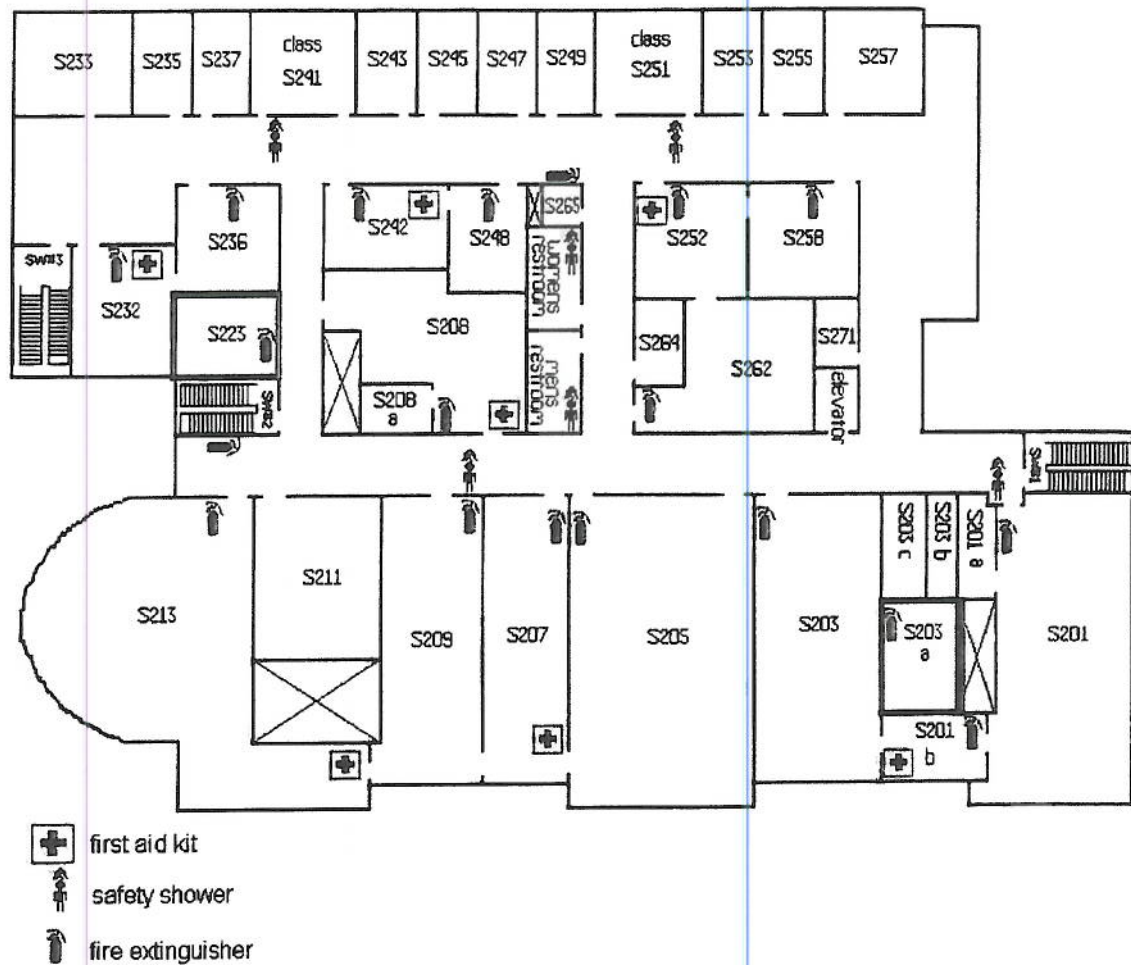 S233
S235
S237
class
S241
S243
S245
S247
S249
class
S251
S253
S255
S257
S236
S242
S248
S265
S252
S258
SW#3
S232
womens
restroom
S223
S208
S264
S262
S271
SW#2
S208
a
mens
restroom
elevator
SW#1
S213
S211
S209
S207
S205
S203
S203
c
S203
b
S201
a
S203
a
S201
S201
b
first aid kit
safety shower
fire extinguisher